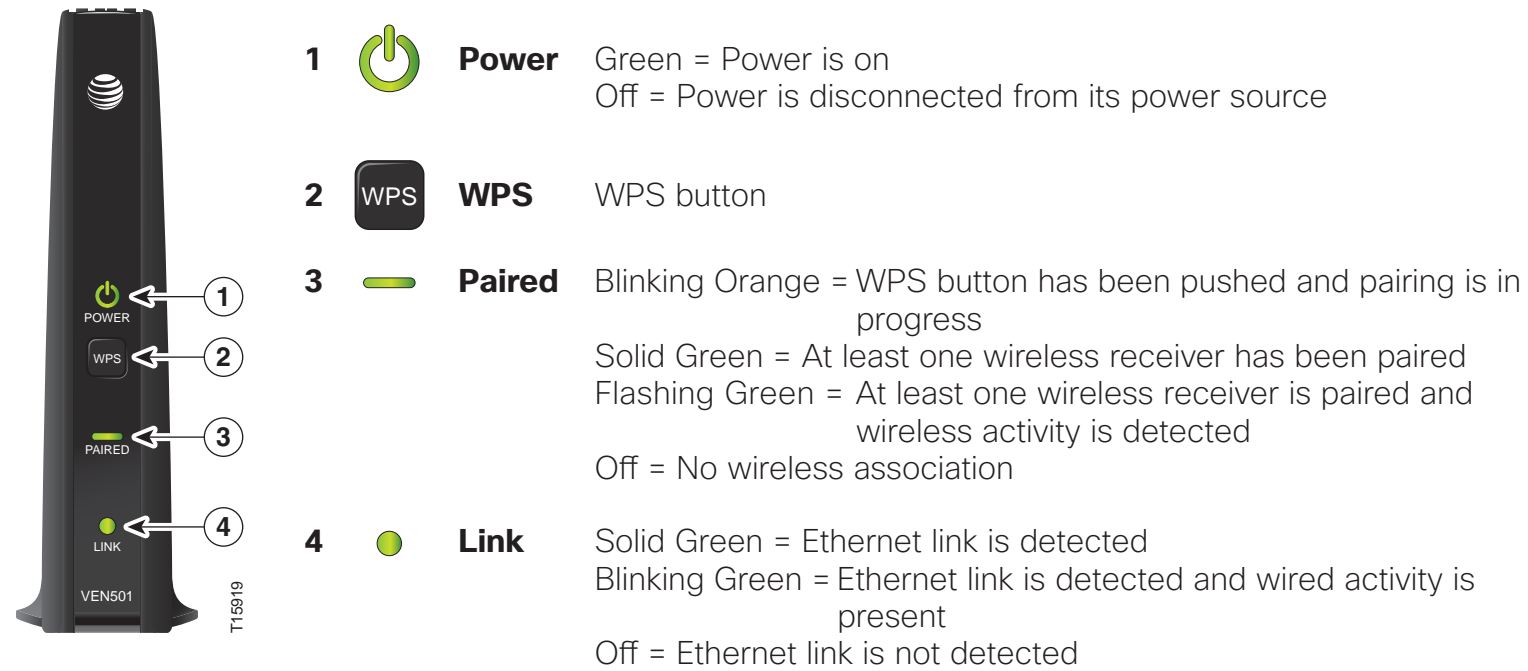 POWER
WPS
PAIRED
LINK
VEN501
T15919
1
2
3
4
1 Power Green = Power is on
Off = Power is disconnected from its power source
2 WPS WPS WPS button
3 Paired Blinking Orange = WPS button has been pushed and pairing is in
progress
Solid Green = At least one wireless receiver has been paired
Flashing Green = At least one wireless receiver is paired and
wireless activity is detected
Off = No wireless association
4 Link Solid Green = Ethernet link is detected
Blinking Green = Ethernet link is detected and wired activity is
present
Off = Ethernet link is not detected